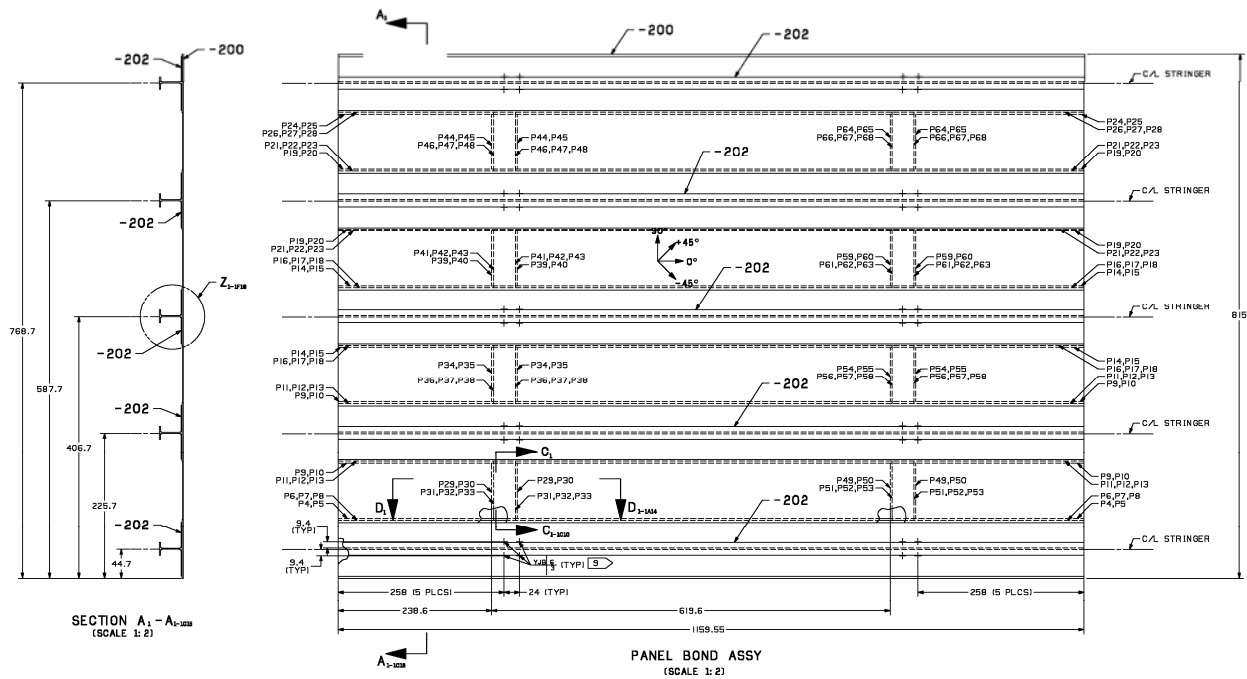 A₁
-200
-202
-200
-202
-202
C/L STRINGER
P24,P25
P26,P27,P28
P21,P22,P23
P19,P20
P44,P45
P46,P47,P48
P44,P45
P46,P47,P48
P64,P65
P66,P67,P68
P64,P65
P66,P67,P68
P24,P25
P26,P27,P28
P21,P22,P23
P19,P20
-202
C/L STRINGER
-202
P19,P20
P21,P22,P23
P16,P17,P18
P14,P15
P41,P42,P43
P39,P40
P41,P42,P43
P39,P40
90°
+45°
0°
-45°
P59,P60
P61,P62,P63
P59,P60
P61,P62,P63
P19,P20
P21,P22,P23
P16,P17,P18
P14,P15
Z₁₋₁F₁₈
-202
C/L STRINGER
768.7
815
-202
P14,P15
P16,P17,P18
P11,P12,P13
P9,P10
P34,P35
P36,P37,P38
P34,P35
P36,P37,P38
P54,P55
P56,P57,P58
P54,P55
P56,P57,P58
P14,P15
P16,P17,P18
P11,P12,P13
P9,P10
587.7
-202
-202
C/L STRINGER
406.7
C₁
P9,P10
P11,P12,P13
P6,P7,P8
P4,P5
P29,P30
P31,P32,P33
P29,P30
P31,P32,P33
P49,P50
P51,P52,P53
P49,P50
P51,P52,P53
P9,P10
P11,P12,P13
P6,P7,P8
P4,P5
225.7
D₁
D₁₋₁A₁₄
-202
-202
9.4
(TYP)
C₁₋₁C₁₀
C/L STRINGER
44.7
9.4
(TYP)
3
(TYP)
9
258 (5 PLCS)
24 (TYP)
258 (5 PLCS)
238.6
619.6
1159.55
SECTION A₁-A₁₋₁C₁₈
(SCALE 1:2)
A₁₋₁C₁₈
PANEL BOND ASSY
(SCALE 1:2)